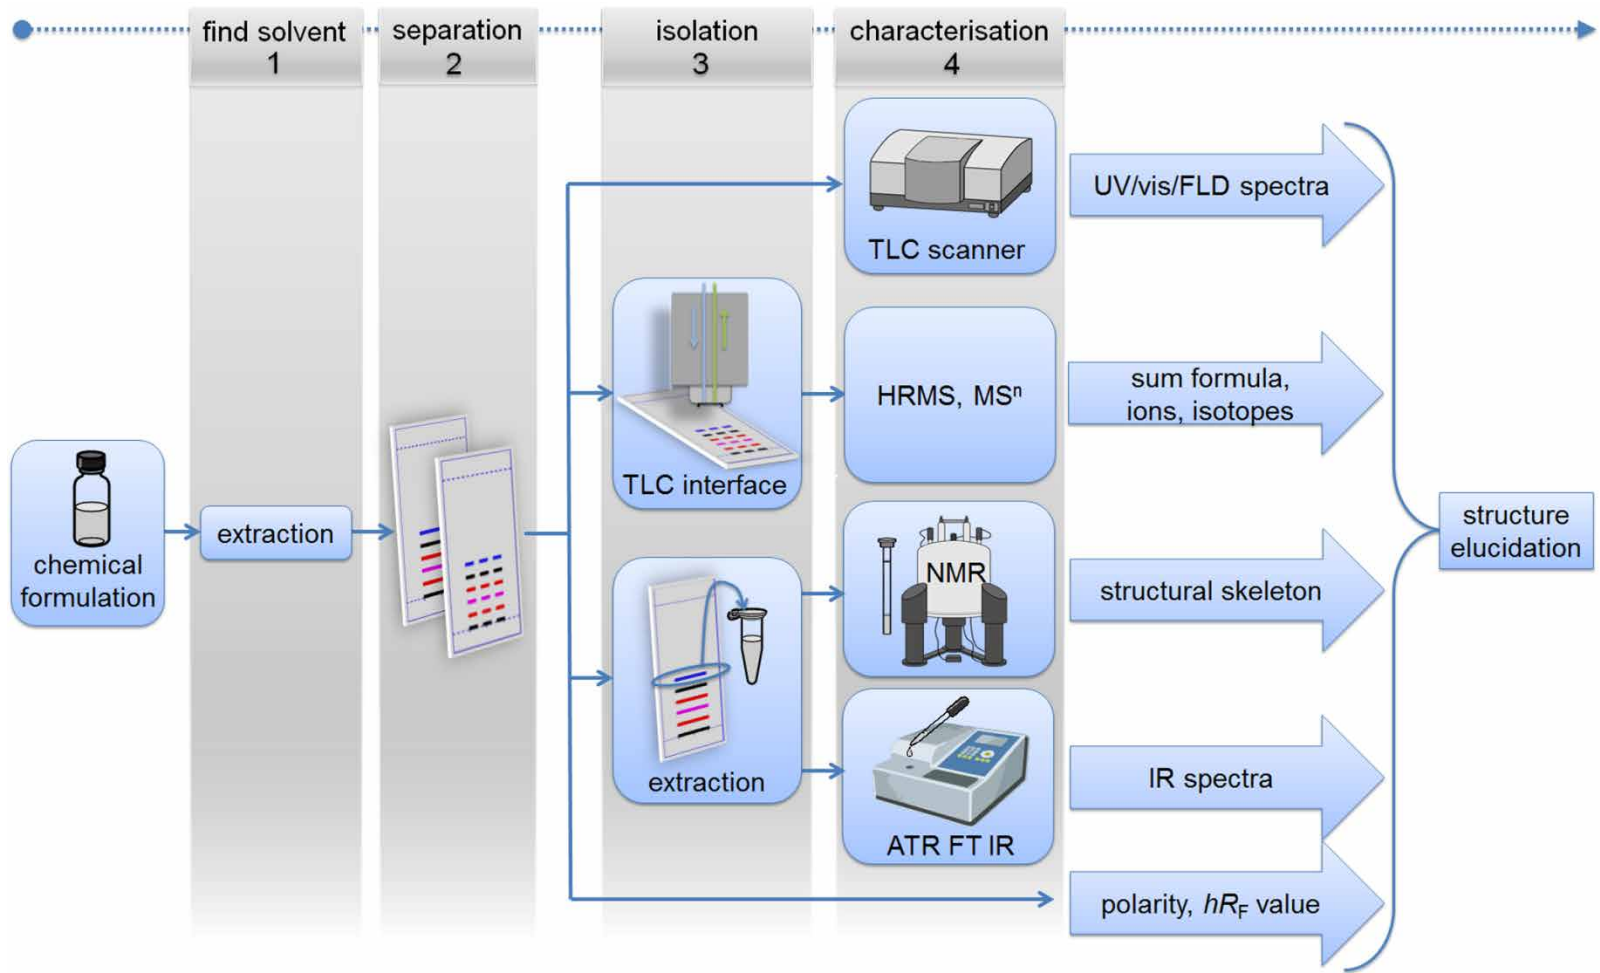 find solvent
1
separation
2
isolation
3
characterisation
4
TLC scanner
UV/vis/FLD spectra
TLC interface
HRMS, MSⁿ
sum formula,
ions, isotopes
chemical
formulation
extraction
extraction
NMR
structural skeleton
ATR FT IR
IR spectra
polarity, hR_F value
structure
elucidation